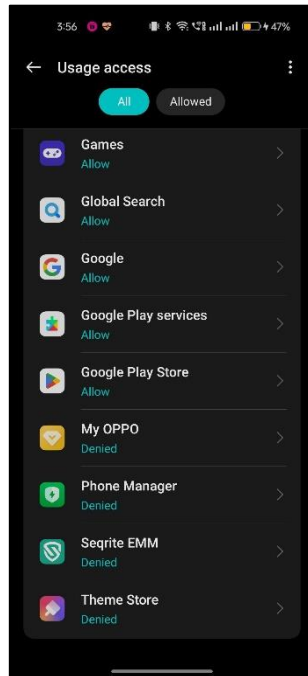 3:56
47%
Usage access
All
Allowed
Games
Allow
Global Search
Allow
Google
Allow
Google Play services
Allow
Google Play Store
Allow
My OPPO
Denied
Phone Manager
Denied
Seqrite EMM
Denied
Theme Store
Denied